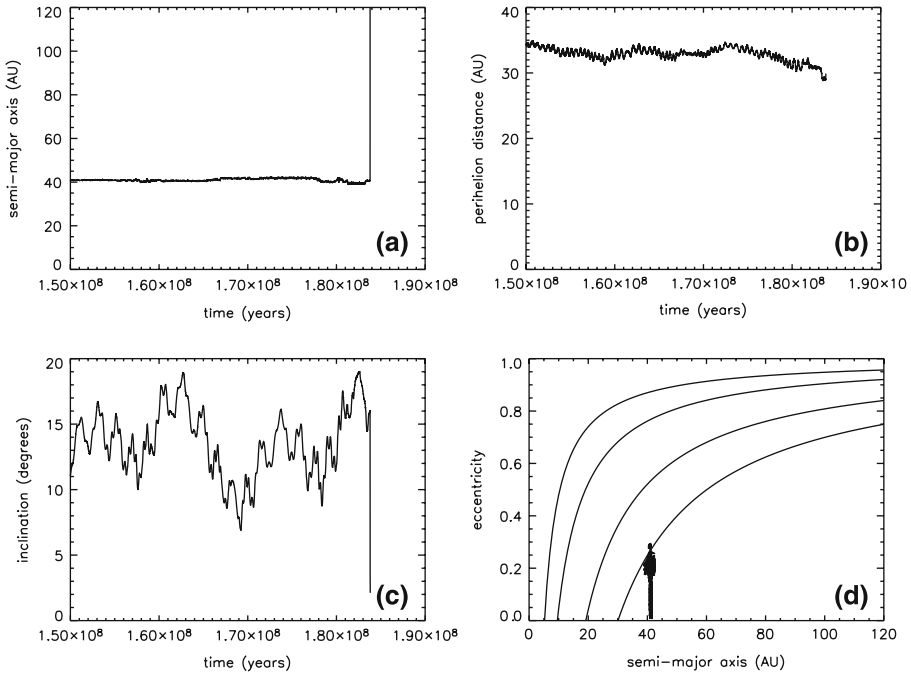 120
100
80
60
40
20
0
semi-major axis (AU)
1.50×10⁸ 1.60×10⁸ 1.70×10⁸ 1.80×10⁸ 1.90×10⁸
time (years)
(a)
40
30
20
10
0
perihelion distance (AU)
1.50×10⁸ 1.60×10⁸ 1.70×10⁸ 1.80×10⁸ 1.90×10
time (years)
(b)
20
15
10
5
0
inclination (degrees)
1.50×10⁸ 1.60×10⁸ 1.70×10⁸ 1.80×10⁸ 1.90×10⁸
time (years)
(c)
1.0
0.8
0.6
0.4
0.2
0.0
eccentricity
0 20 40 60 80 100 120
semi-major axis (AU)
(d)